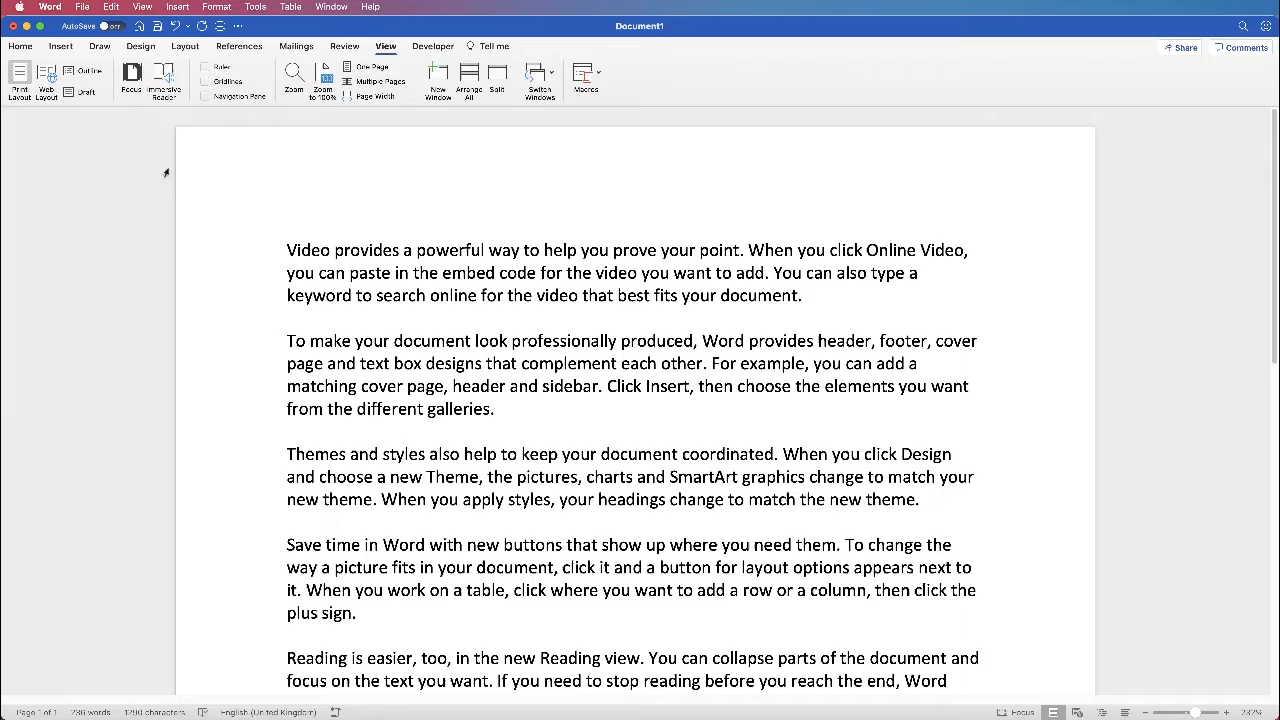 Word File Edit View Insert Format Tools Table Window Help
AutoSave OFF Document1
Home Insert Draw Design Layout References Mailings Review View Developer Tell me Share Comments
Print Layout Web Layout Outline Draft Focus Immersive Reader Ruler Gridlines Navigation Pane Zoom Zoom to 100% One Page Multiple Pages Page Width New Window Arrange All Split Switch Windows Macros
Video provides a powerful way to help you prove your point. When you click Online Video,
you can paste in the embed code for the video you want to add. You can also type a
keyword to search online for the video that best fits your document.
To make your document look professionally produced, Word provides header, footer, cover
page and text box designs that complement each other. For example, you can add a
matching cover page, header and sidebar. Click Insert, then choose the elements you want
from the different galleries.
Themes and styles also help to keep your document coordinated. When you click Design
and choose a new Theme, the pictures, charts and SmartArt graphics change to match your
new theme. When you apply styles, your headings change to match the new theme.
Save time in Word with new buttons that show up where you need them. To change the
way a picture fits in your document, click it and a button for layout options appears next to
it. When you work on a table, click where you want to add a row or a column, then click the
plus sign.
Reading is easier, too, in the new Reading view. You can collapse parts of the document and
focus on the text you want. If you need to stop reading before you reach the end, Word
Page 1 of 1 236 words 1290 characters English (United Kingdom) Focus 232%